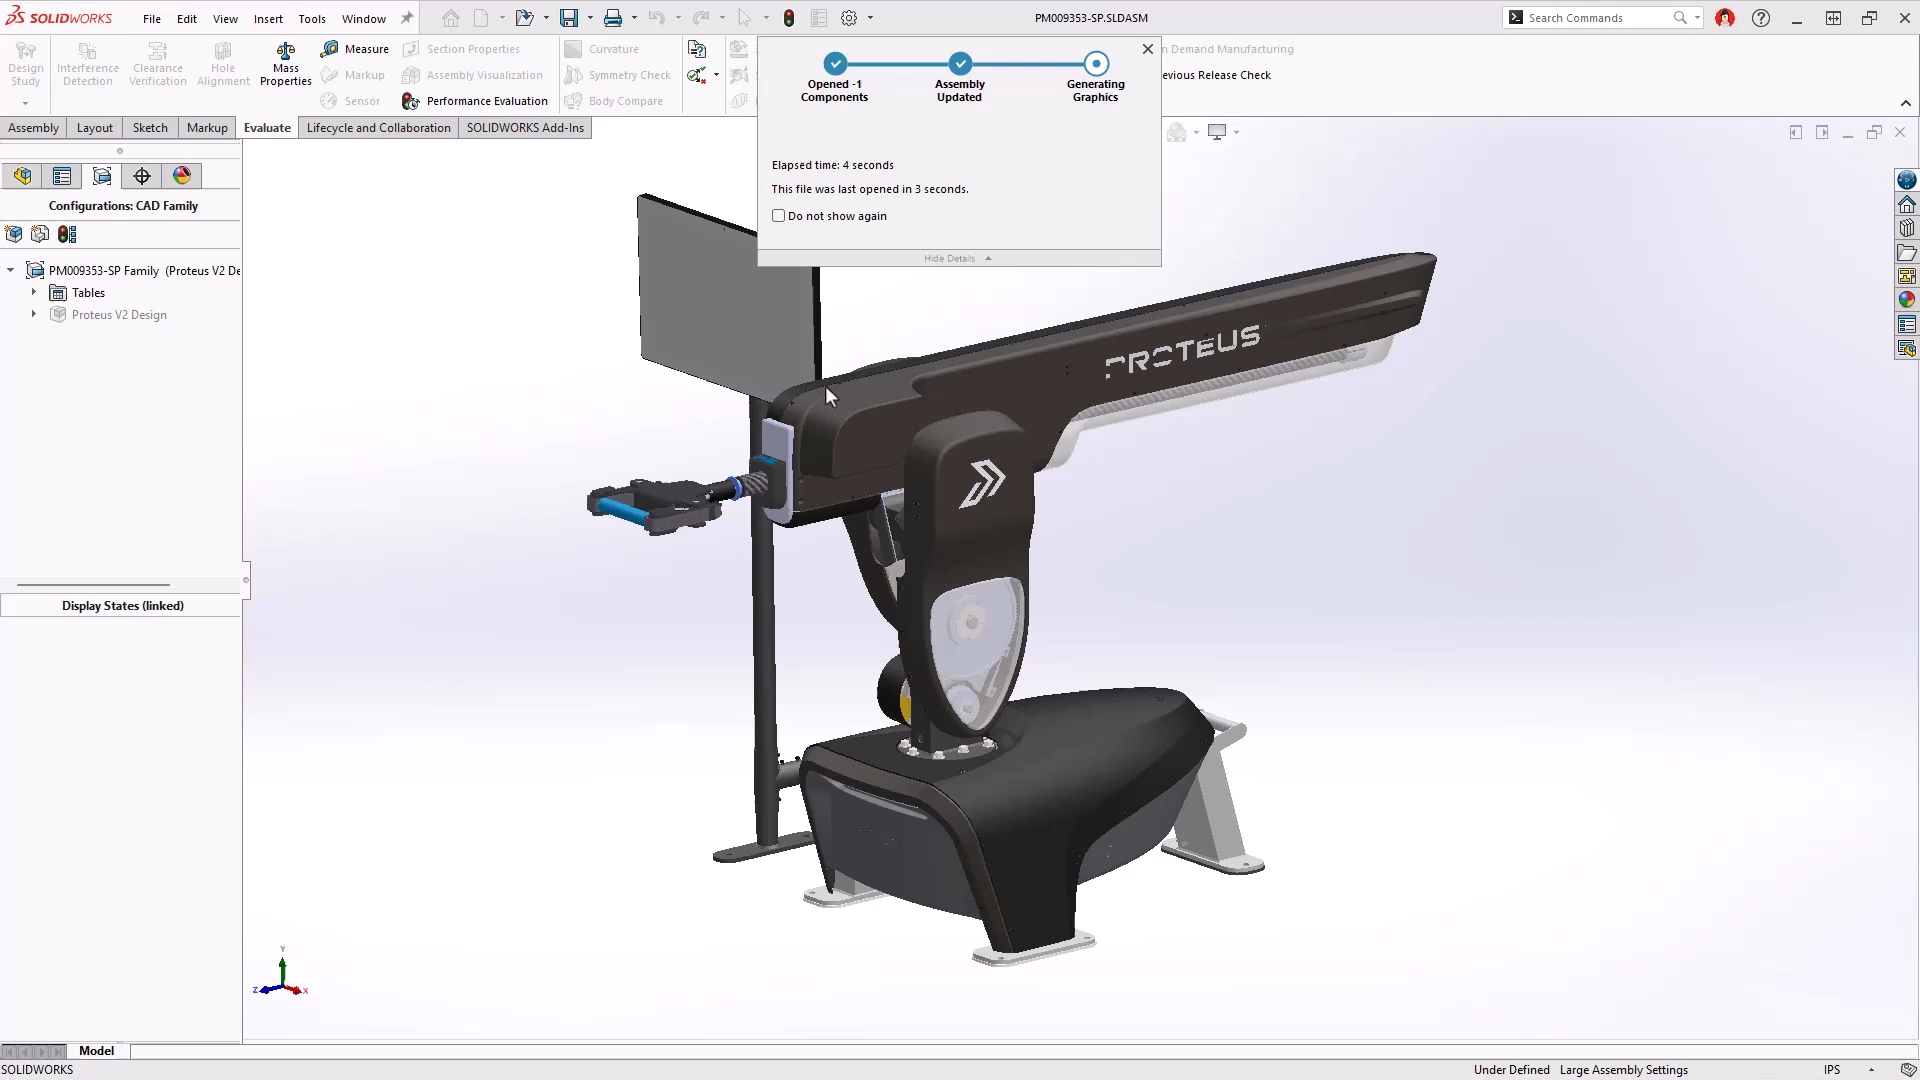 SOLIDWORKS
File
Edit
View
Insert
Tools
Window
PM009353-SP.SLDASM
Search Commands
Design
Study
Interference
Detection
Clearance
Verification
Hole
Alignment
Mass
Properties
Measure
Markup
Sensor
Section Properties
Assembly Visualization
Performance Evaluation
Curvature
Symmetry Check
Body Compare
n Demand Manufacturing
evious Release Check
Opened -1
Components
Assembly
Updated
Generating
Graphics
Elapsed time: 4 seconds
This file was last opened in 3 seconds.
Do not show again
Hide Details
Assembly
Layout
Sketch
Markup
Evaluate
Lifecycle and Collaboration
SOLIDWORKS Add-Ins
Configurations: CAD Family
PM009353-SP Family (Proteus V2 De
Tables
Proteus V2 Design
Display States (linked)
PROTEUS
Y
Z
X
Model
SOLIDWORKS
Under Defined
Large Assembly Settings
IPS